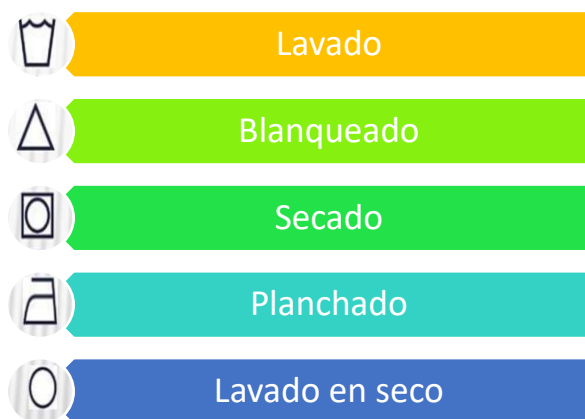 Lavado
Blanqueado
Secado
Planchado
Lavado en seco